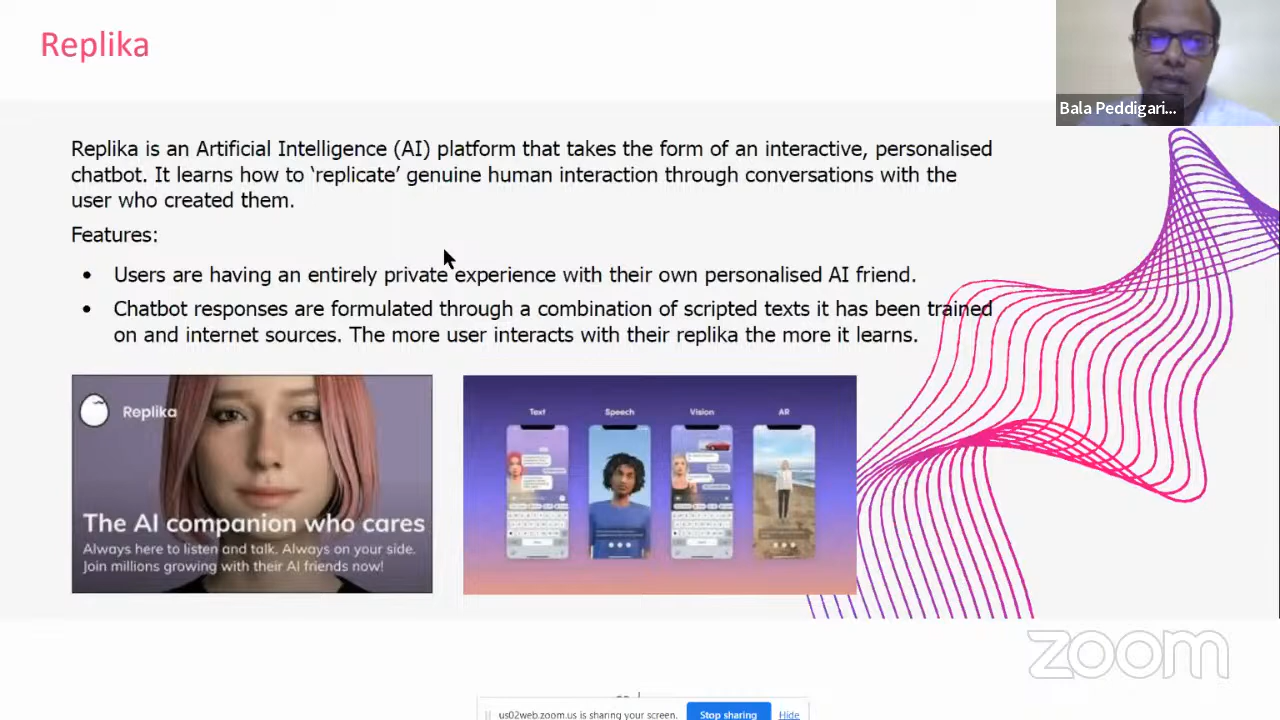 Replika
Bala Peddigari...
Replika is an Artificial Intelligence (AI) platform that takes the form of an interactive, personalised
chatbot. It learns how to ‘replicate’ genuine human interaction through conversations with the
user who created them.
Features:
• Users are having an entirely private experience with their own personalised AI friend.
• Chatbot responses are formulated through a combination of scripted texts it has been trained
on and internet sources. The more user interacts with their replika the more it learns.
Replika
The AI companion who cares
Always here to listen and talk. Always on your side.
Join millions growing with their AI friends now!
Text Speech Vision AR
zoom
us02web.zoom.us is sharing your screen. Stop sharing Hide